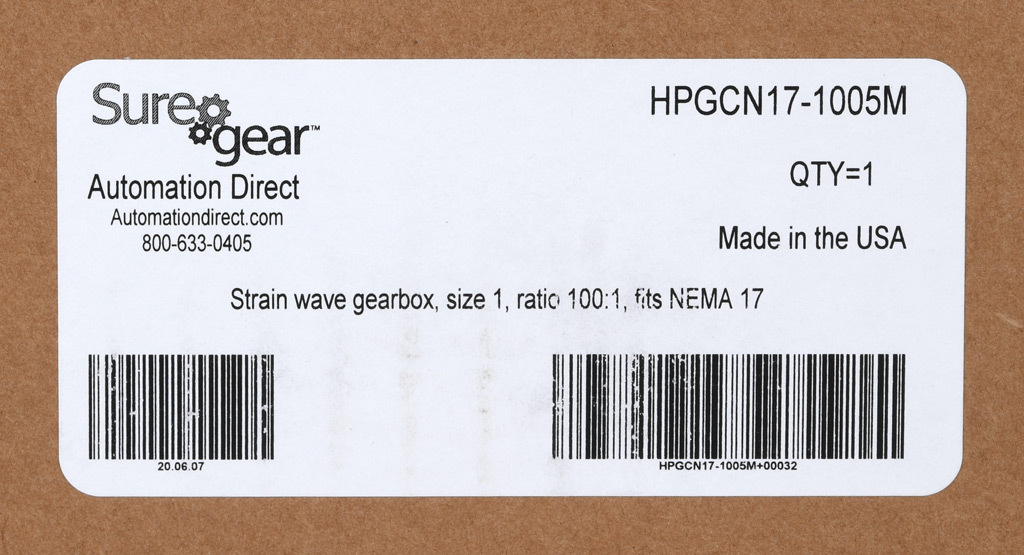 Sure
gear™
HPGCN17-1005M
Automation Direct
Automationdirect.com
800-633-0405
QTY=1
Made in the USA
Strain wave gearbox, size 1, ratio 100:1, fits NEMA 17
20.06.07
HPGCN17-1005M+00032